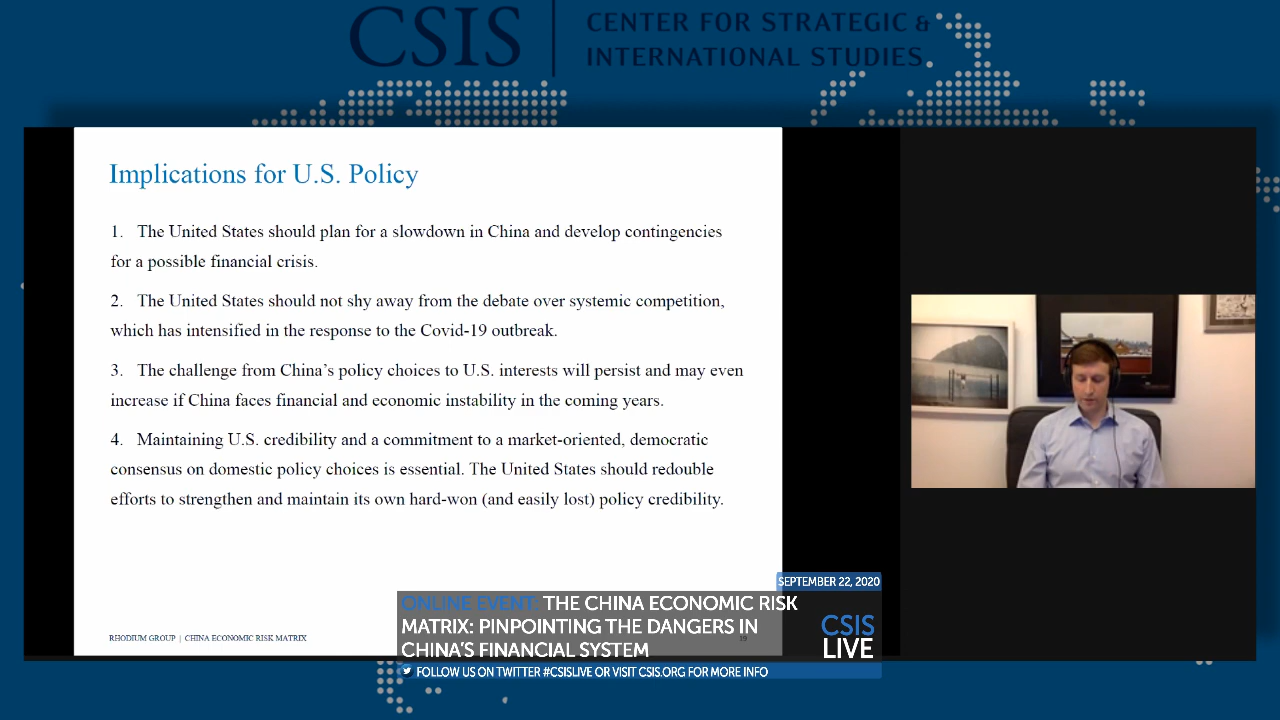 CSIS
CENTER FOR STRATEGIC &
INTERNATIONAL STUDIES
Implications for U.S. Policy
1. The United States should plan for a slowdown in China and develop contingencies
for a possible financial crisis.
2. The United States should not shy away from the debate over systemic competition,
which has intensified in the response to the Covid-19 outbreak.
3. The challenge from China's policy choices to U.S. interests will persist and may even
increase if China faces financial and economic instability in the coming years.
4. Maintaining U.S. credibility and a commitment to a market-oriented, democratic
consensus on domestic policy choices is essential. The United States should redouble
efforts to strengthen and maintain its own hard-won (and easily lost) policy credibility.
RHODIUM GROUP | CHINA ECONOMIC RISK MATRIX
19
SEPTEMBER 22, 2020
ONLINE EVENT: THE CHINA ECONOMIC RISK
MATRIX: PINPOINTING THE DANGERS IN
CHINA'S FINANCIAL SYSTEM
CSIS
LIVE
FOLLOW US ON TWITTER #CSISLIVE OR VISIT CSIS.ORG FOR MORE INFO